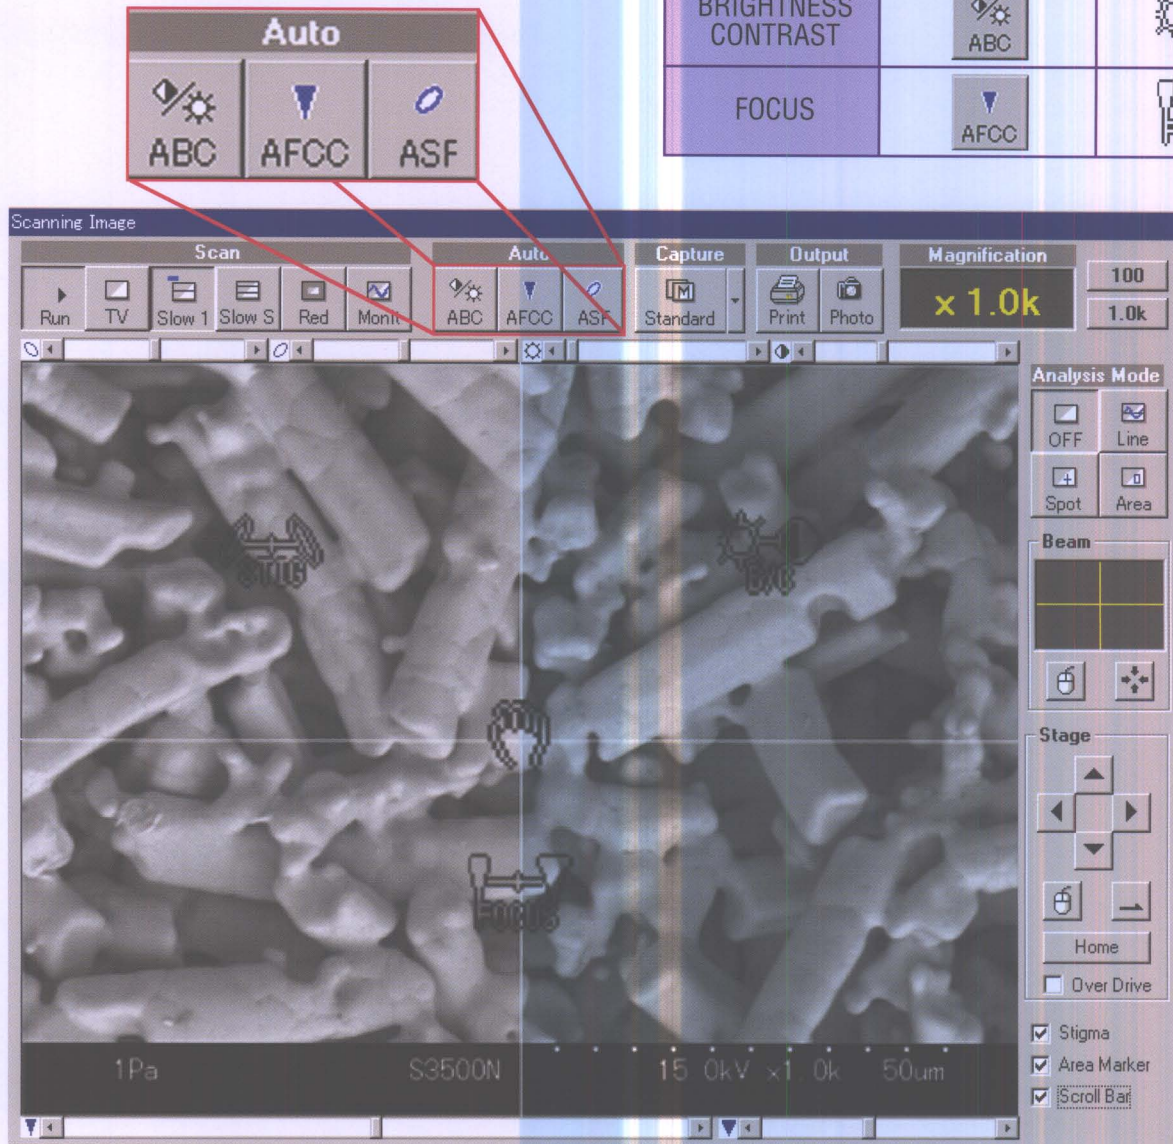 BRIGHTNESS
CONTRAST
ABC
FOCUS
AFCC
Auto
ABC AFCC ASF
Scanning Image
Scan Auto Capture Output Magnification
Run TV Slow 1 Slow S Red Monit ABC AFCC ASF Standard Print Photo x 1.0k 100
1.0k
Analysis Mode
OFF Line
Spot Area
STIG B/C
Beam
Stage
FOCUS
Home
Over Drive
Stigma
Area Marker
Scroll Bar
1Pa S3500N 15.0kV x1.0k 50um